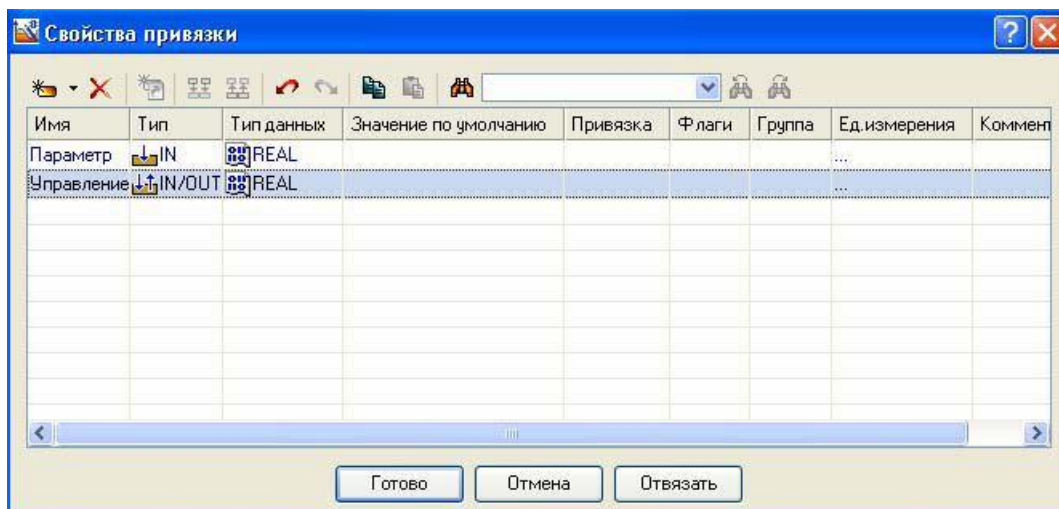 Свойства привязки
Имя Тип Тип данных Значение по умолчанию Привязка Флаги Группа Ед.измерения Коммент
Параметр IN REAL ...
Управление IN/OUT REAL ...
Готово Отмена Отвязать